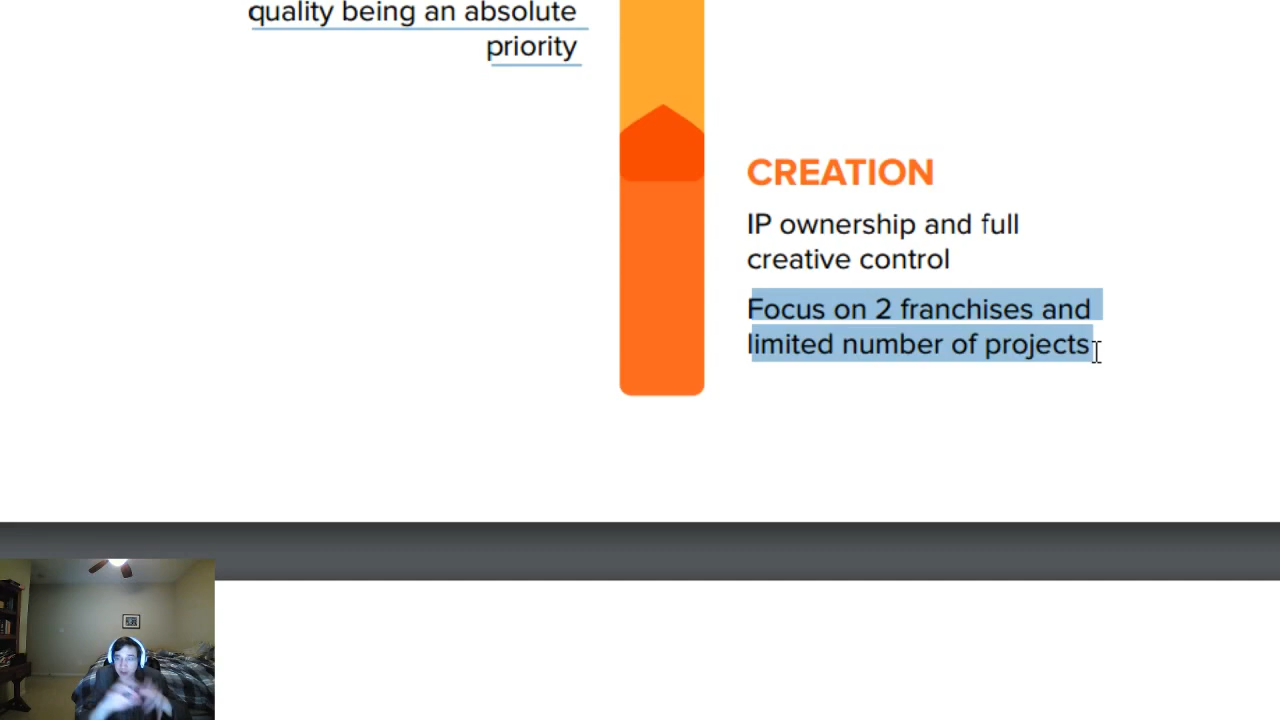 quality being an absolute
priority
CREATION
IP ownership and full
creative control
Focus on 2 franchises and
limited number of projects